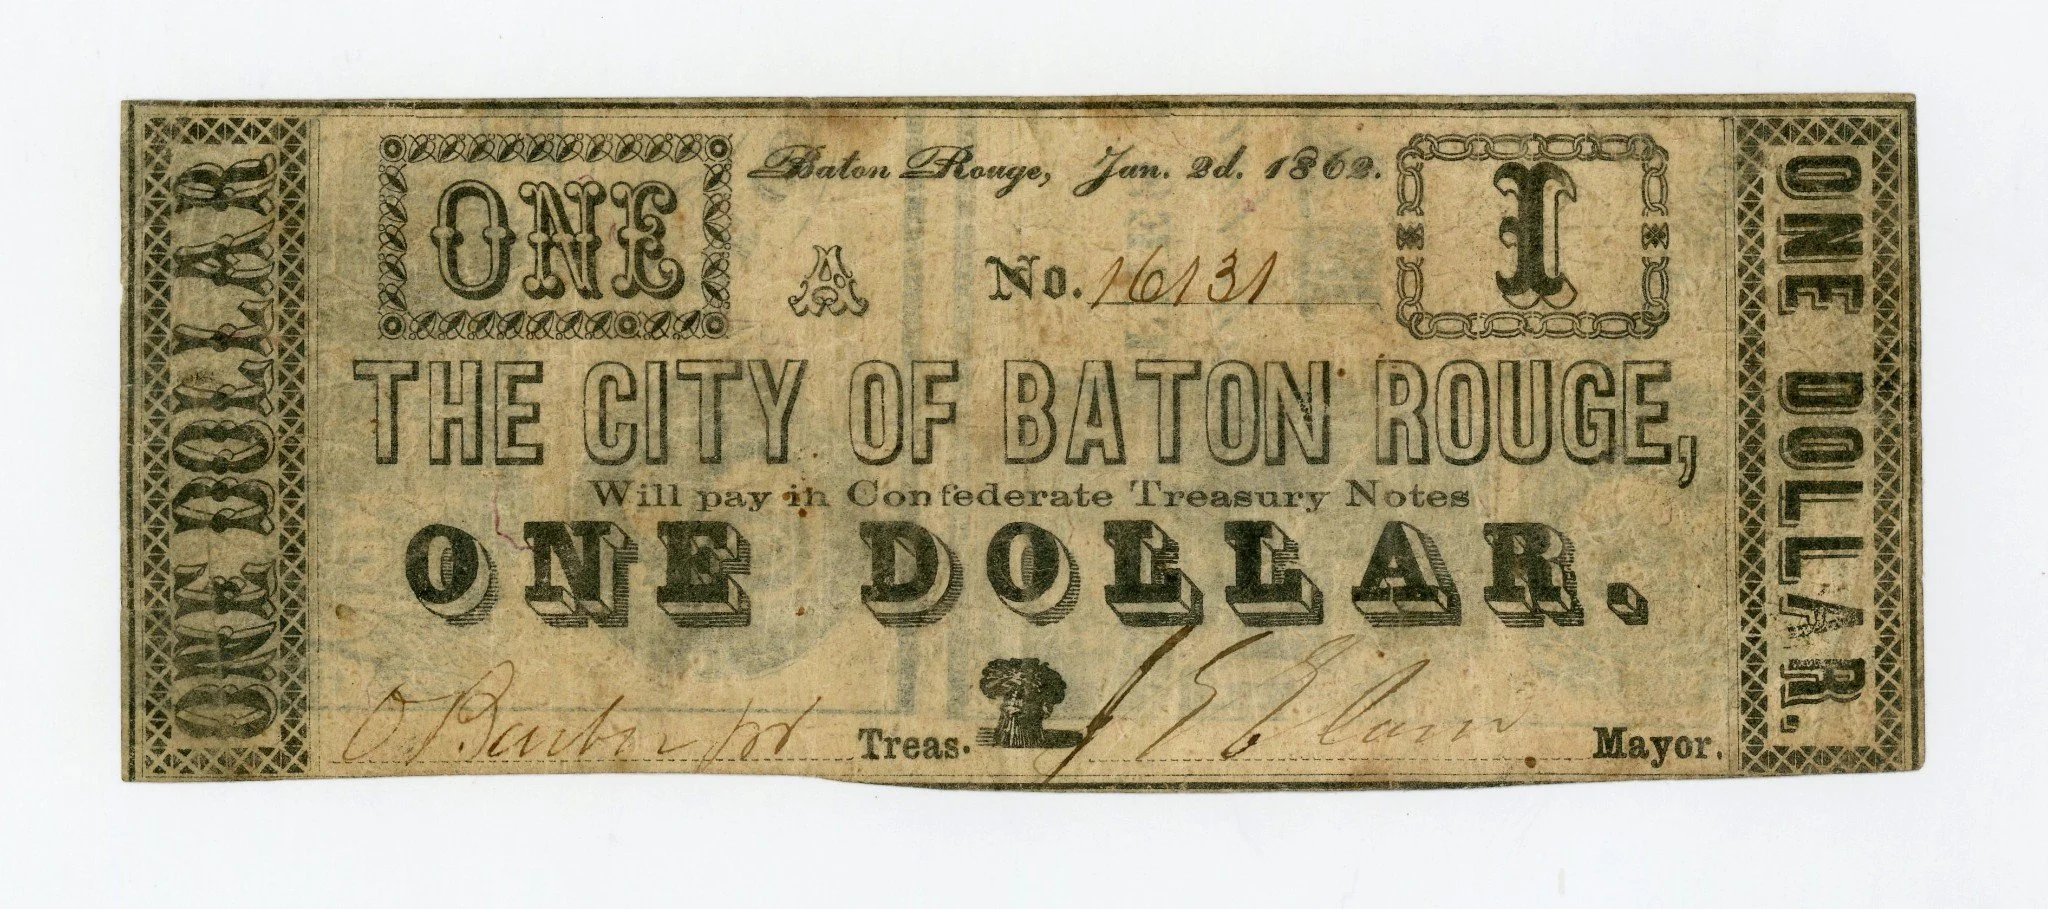 ONE DOLLAR
ONE
Baton Rouge, Jan. 2d. 1862.
1
A
No. 16131
THE CITY OF BATON ROUGE,
Will pay in Confederate Treasury Notes
ONE DOLLAR.
Treas.
J E Elam
Mayor.
ONE DOLLAR.